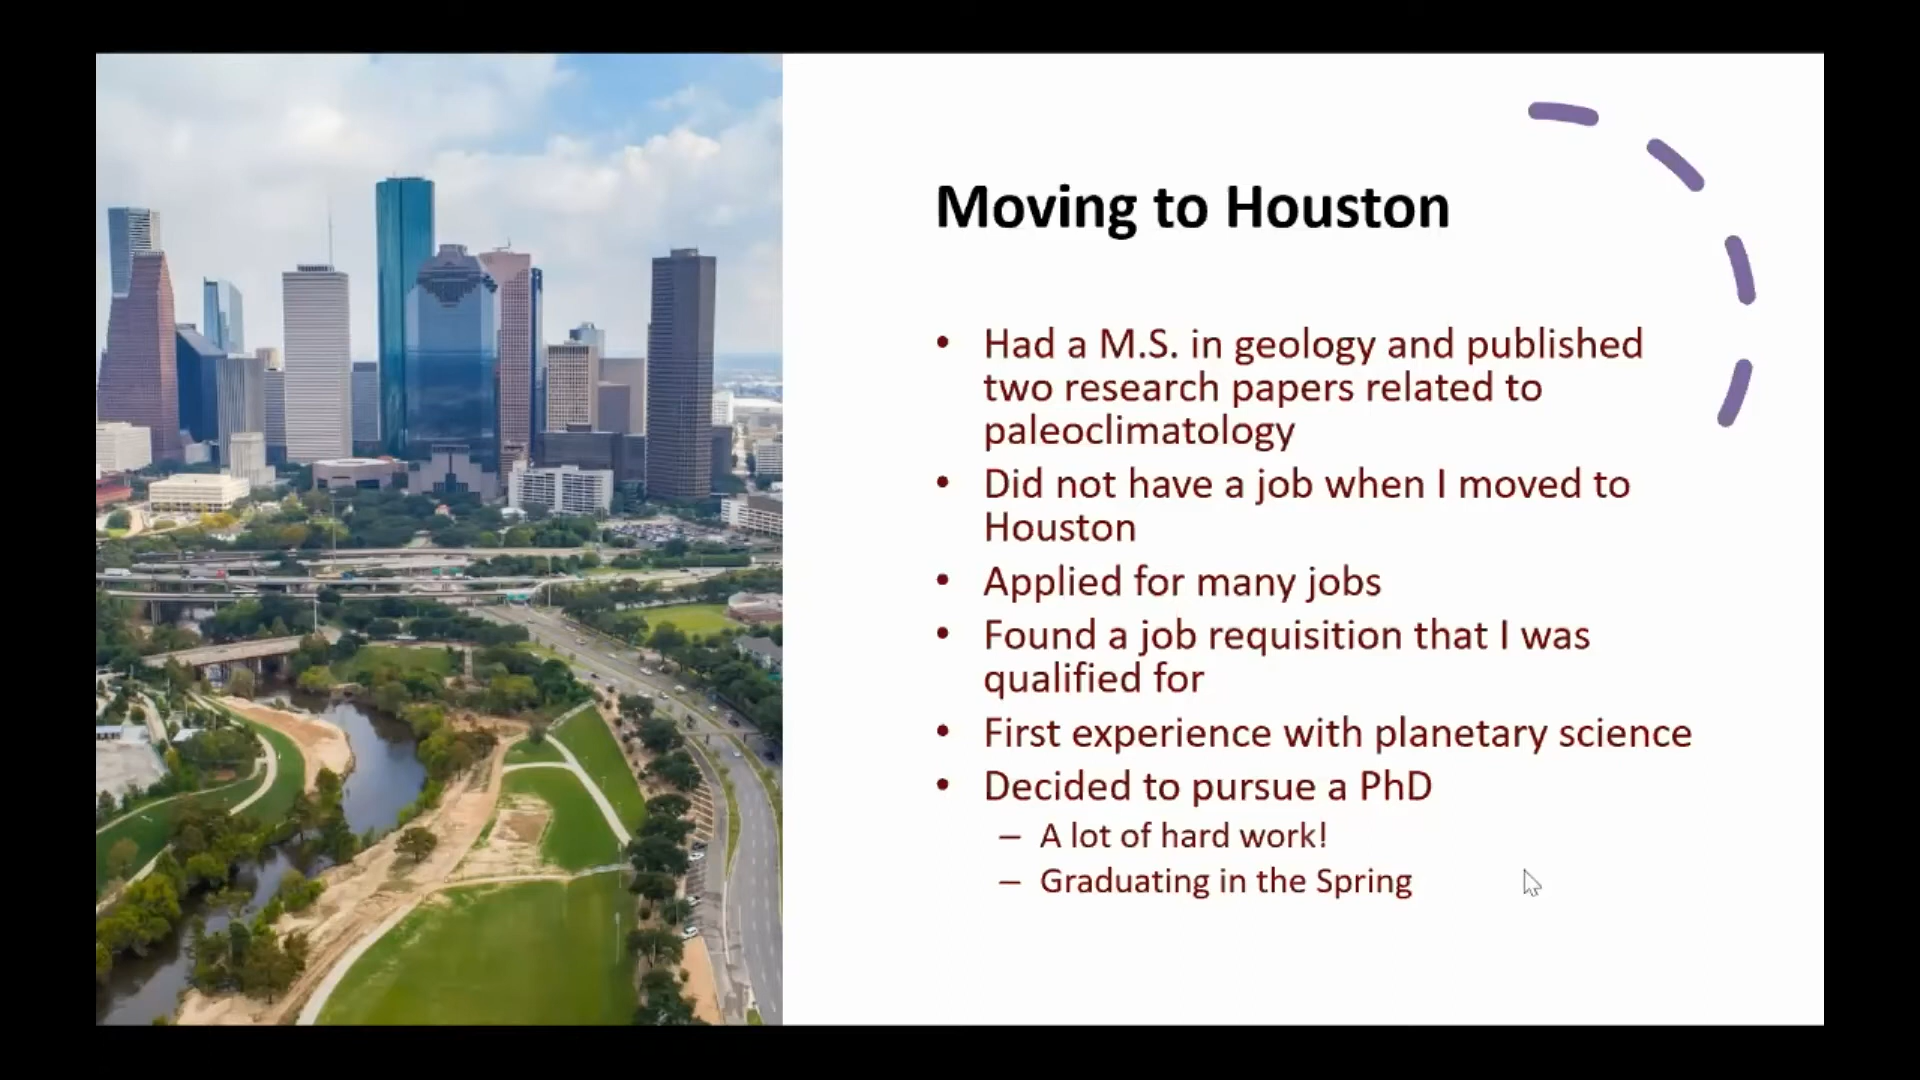 Moving to Houston
• Had a M.S. in geology and published
two research papers related to
paleoclimatology
• Did not have a job when I moved to
Houston
• Applied for many jobs
• Found a job requisition that I was
qualified for
• First experience with planetary science
• Decided to pursue a PhD
– A lot of hard work!
– Graduating in the Spring